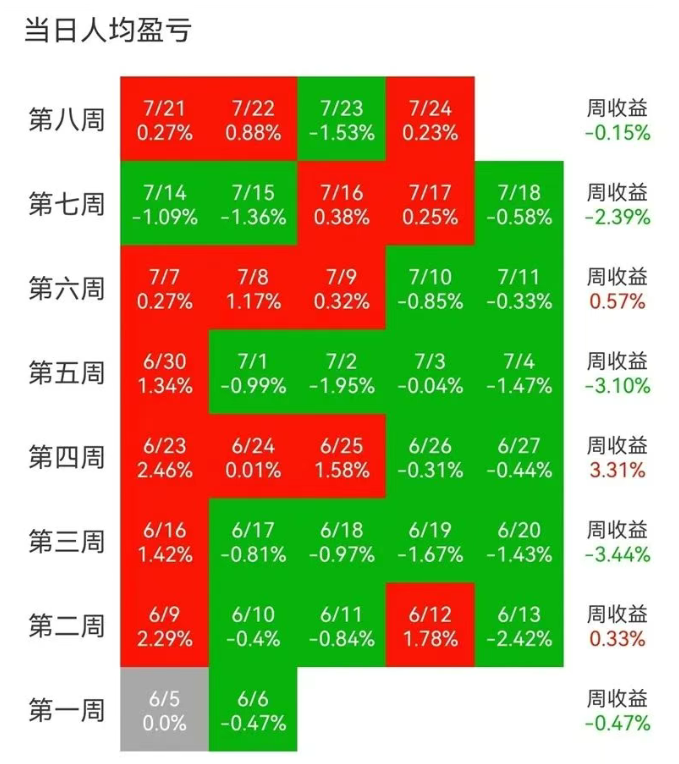 当日人均盈亏
第八周 7/21 7/22 7/23 7/24 周收益
0.27% 0.88% -1.53% 0.23% -0.15%
第七周 7/14 7/15 7/16 7/17 7/18 周收益
-1.09% -1.36% 0.38% 0.25% -0.58% -2.39%
第六周 7/7 7/8 7/9 7/10 7/11 周收益
0.27% 1.17% 0.32% -0.85% -0.33% 0.57%
第五周 6/30 7/1 7/2 7/3 7/4 周收益
1.34% -0.99% -1.95% -0.04% -1.47% -3.10%
第四周 6/23 6/24 6/25 6/26 6/27 周收益
2.46% 0.01% 1.58% -0.31% -0.44% 3.31%
第三周 6/16 6/17 6/18 6/19 6/20 周收益
1.42% -0.81% -0.97% -1.67% -1.43% -3.44%
第二周 6/9 6/10 6/11 6/12 6/13 周收益
2.29% -0.4% -0.84% 1.78% -2.42% 0.33%
第一周 6/5 6/6 周收益
0.0% -0.47% -0.47%